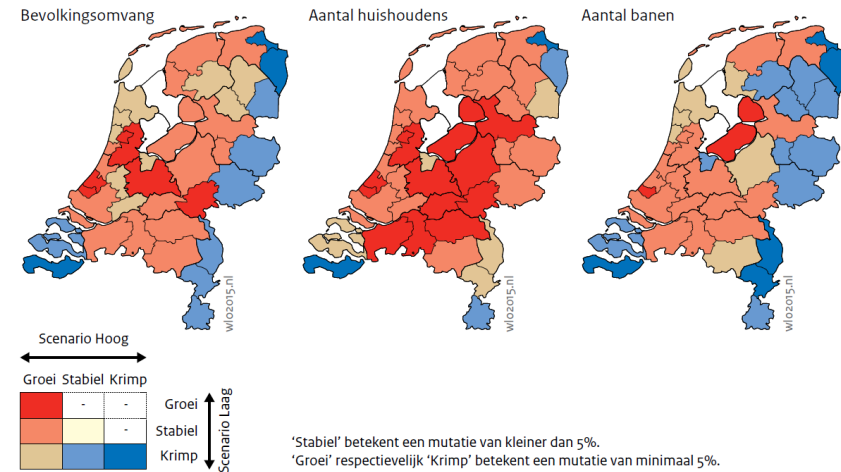 Bevolkingsomvang
Aantal huishoudens
Aantal banen
wlo2015.nl
wlo2015.nl
wlo2015.nl
Scenario Hoog
Groei Stabiel Krimp
- - Groei
- Stabiel
Krimp
Scenario Laag
'Stabiel' betekent een mutatie van kleiner dan 5%.
'Groei' respectievelijk 'Krimp' betekent een mutatie van minimaal 5%.